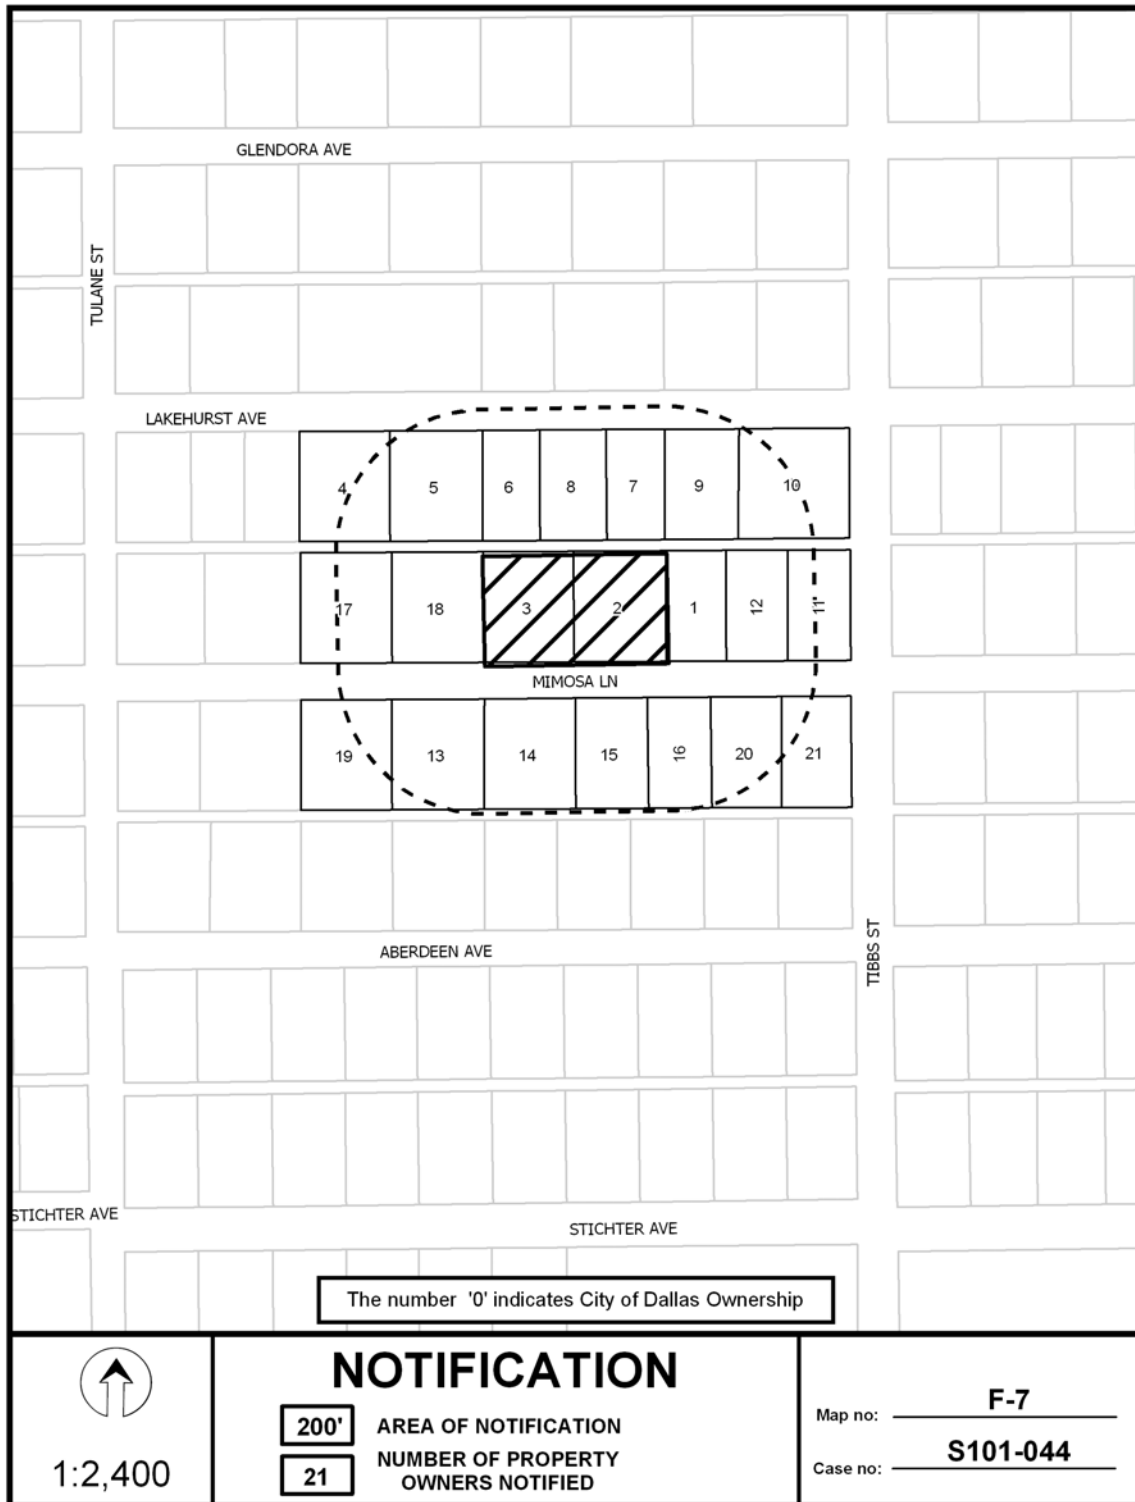 GLENDORA AVE
TULANE ST
LAKEHURST AVE
4 5 6 8 7 9 10
17 18 3 2 1 12 11
MIMOSA LN
19 13 14 15 16 20 21
ABERDEEN AVE
TIBBS ST
STICHTER AVE
STICHTER AVE
The number '0' indicates City of Dallas Ownership
1:2,400
NOTIFICATION
200' AREA OF NOTIFICATION
21 NUMBER OF PROPERTY
OWNERS NOTIFIED
Map no: F-7
Case no: S101-044